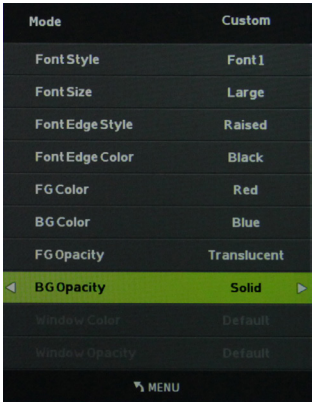 Mode Custom
Font Style Font1
Font Size Large
Font Edge Style Raised
Font Edge Color Black
FG Color Red
BG Color Blue
FG Opacity Translucent
BG Opacity Solid
Window Color Default
Window Opacity Default
MENU